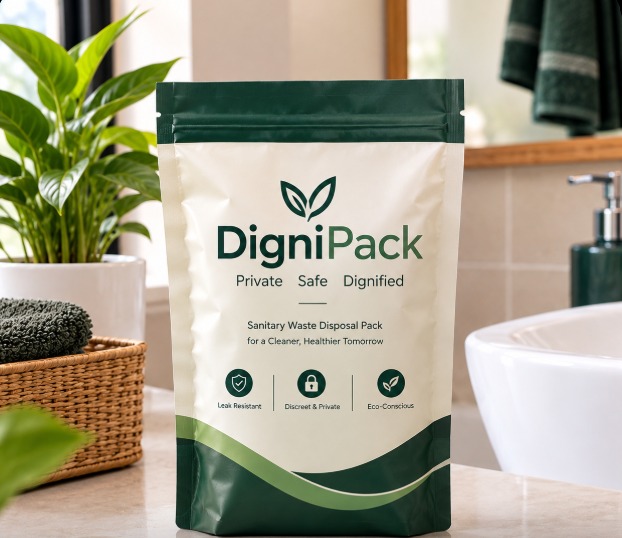 DigniPack
Private Safe Dignified
Sanitary Waste Disposal Pack
for a Cleaner, Healthier Tomorrow
Leak Resistant
Discreet & Private
Eco-Conscious